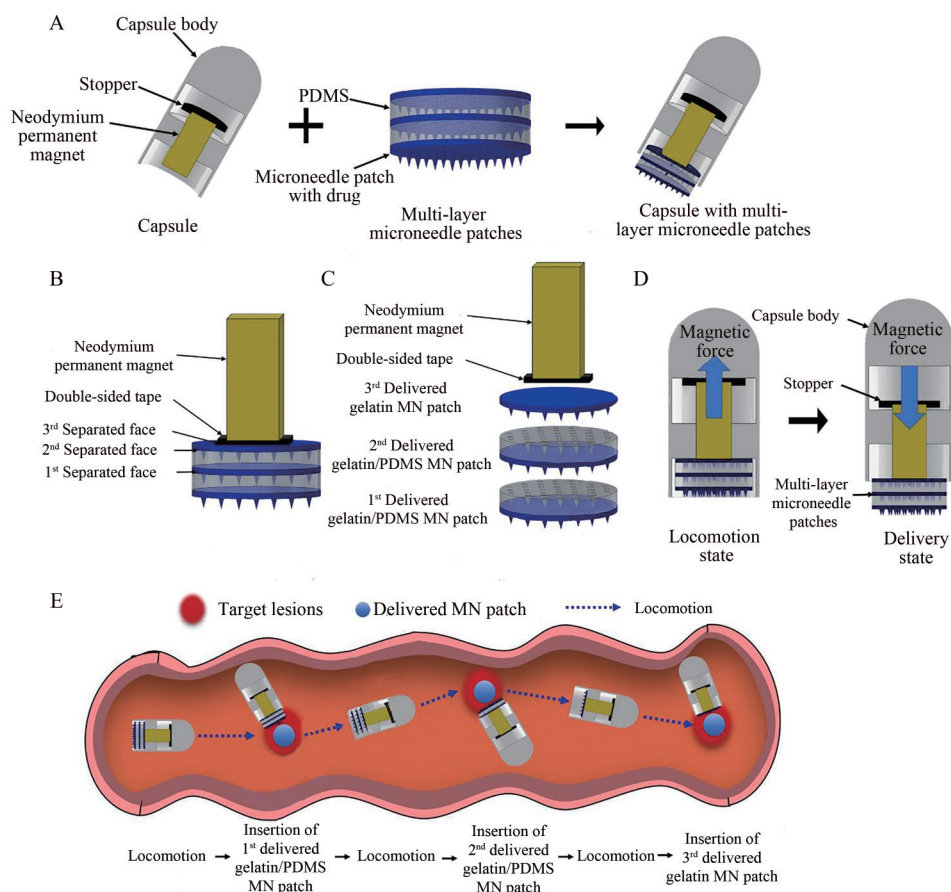 A
Capsule body
Stopper
Neodymium
permanent
magnet
Capsule
PDMS
Microneedle patch
with drug
Multi-layer
microneedle patches
Capsule with multi-
layer microneedle patches
B
Neodymium
permanent magnet
Double-sided tape
3rd Separated face
2nd Separated face
1st Separated face
C
Neodymium
permanent magnet
Double-sided tape
3rd Delivered
gelatin MN patch
2nd Delivered
gelatin/PDMS MN patch
1st Delivered
gelatin/PDMS MN patch
D
Capsule body
Magnetic
force
Magnetic
force
Stopper
Multi-layer
microneedle
patches
Locomotion
state
Delivery
state
E
Target lesions
Delivered MN patch
Locomotion
Locomotion
Insertion of
1st delivered
gelatin/PDMS
MN patch
Locomotion
Insertion of
2nd delivered
gelatin/PDMS
MN patch
Locomotion
Insertion of
3rd delivered
gelatin MN patch